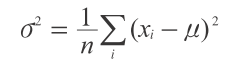 σ² = 1/n ∑ᵢ (xᵢ − μ)²